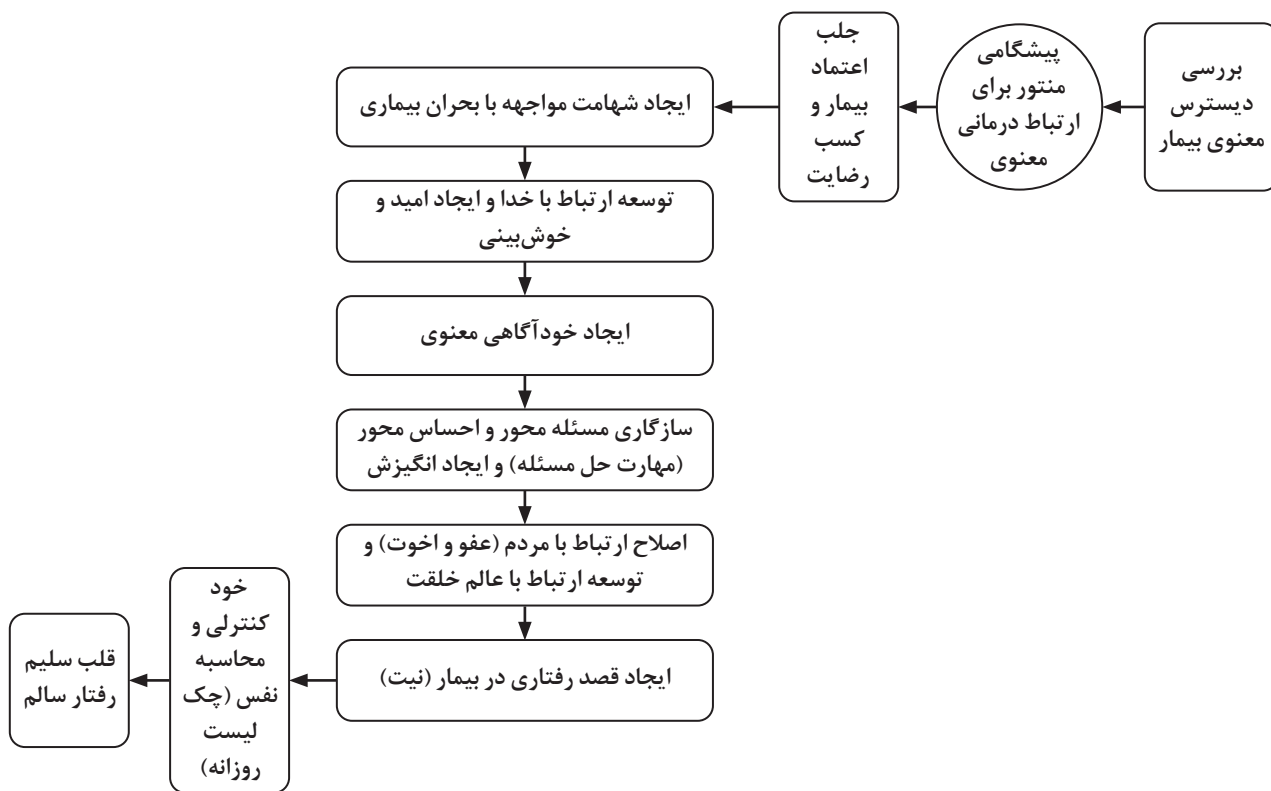 بررسی
دیسترس
معنوی بیمار
پیشگامی
منتور برای
ارتباط درمانی
معنوی
جلب
اعتماد
بیمار و
کسب
رضایت
ایجاد شهامت مواجهه با بحران بیماری
توسعه ارتباط با خدا و ایجاد امید و
خوش‌بینی
ایجاد خودآگاهی معنوی
سازگاری مسئله محور و احساس محور
(مهارت حل مسئله) و ایجاد انگیزش
اصلاح ارتباط با مردم (عفو و اخوت) و
توسعه ارتباط با عالم خلقت
ایجاد قصد رفتاری در بیمار (نیت)
خود
کنترلی و
محاسبه
نفس (چک
لیست
روزانه)
قلب سلیم
رفتار سالم